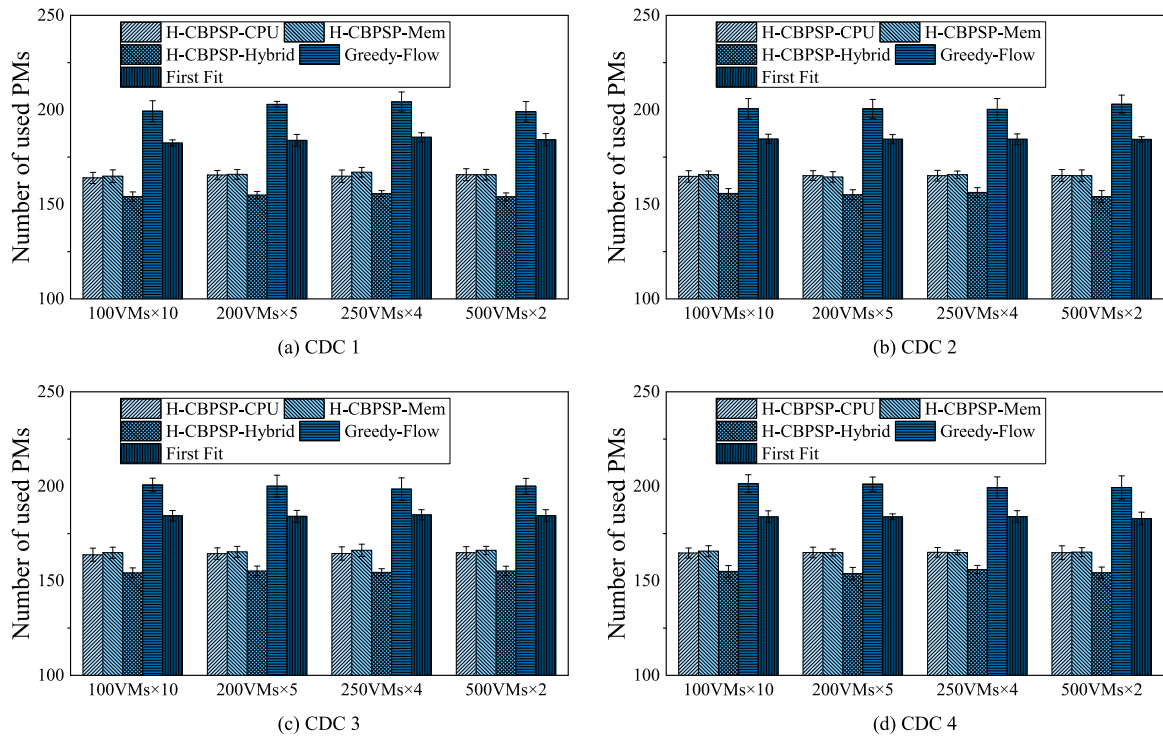 250
200
150
100
Number of used PMs
H-CBPSP-CPU H-CBPSP-Mem
H-CBPSP-Hybrid Greedy-Flow
First Fit
100VMs×10 200VMs×5 250VMs×4 500VMs×2
(a) CDC 1
250
200
150
100
Number of used PMs
H-CBPSP-CPU H-CBPSP-Mem
H-CBPSP-Hybrid Greedy-Flow
First Fit
100VMs×10 200VMs×5 250VMs×4 500VMs×2
(b) CDC 2
250
200
150
100
Number of used PMs
H-CBPSP-CPU H-CBPSP-Mem
H-CBPSP-Hybrid Greedy-Flow
First Fit
100VMs×10 200VMs×5 250VMs×4 500VMs×2
(c) CDC 3
250
200
150
100
Number of used PMs
H-CBPSP-CPU H-CBPSP-Mem
H-CBPSP-Hybrid Greedy-Flow
First Fit
100VMs×10 200VMs×5 250VMs×4 500VMs×2
(d) CDC 4